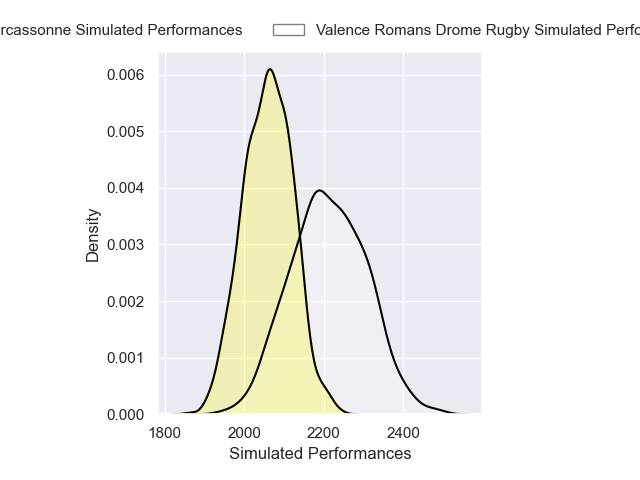 rcassonne Simulated Performances
Valence Romans Drome Rugby Simulated Perfo
0.006
0.005
0.004
0.003
0.002
0.001
0.000
Density
1800 2000 2200 2400
Simulated Performances